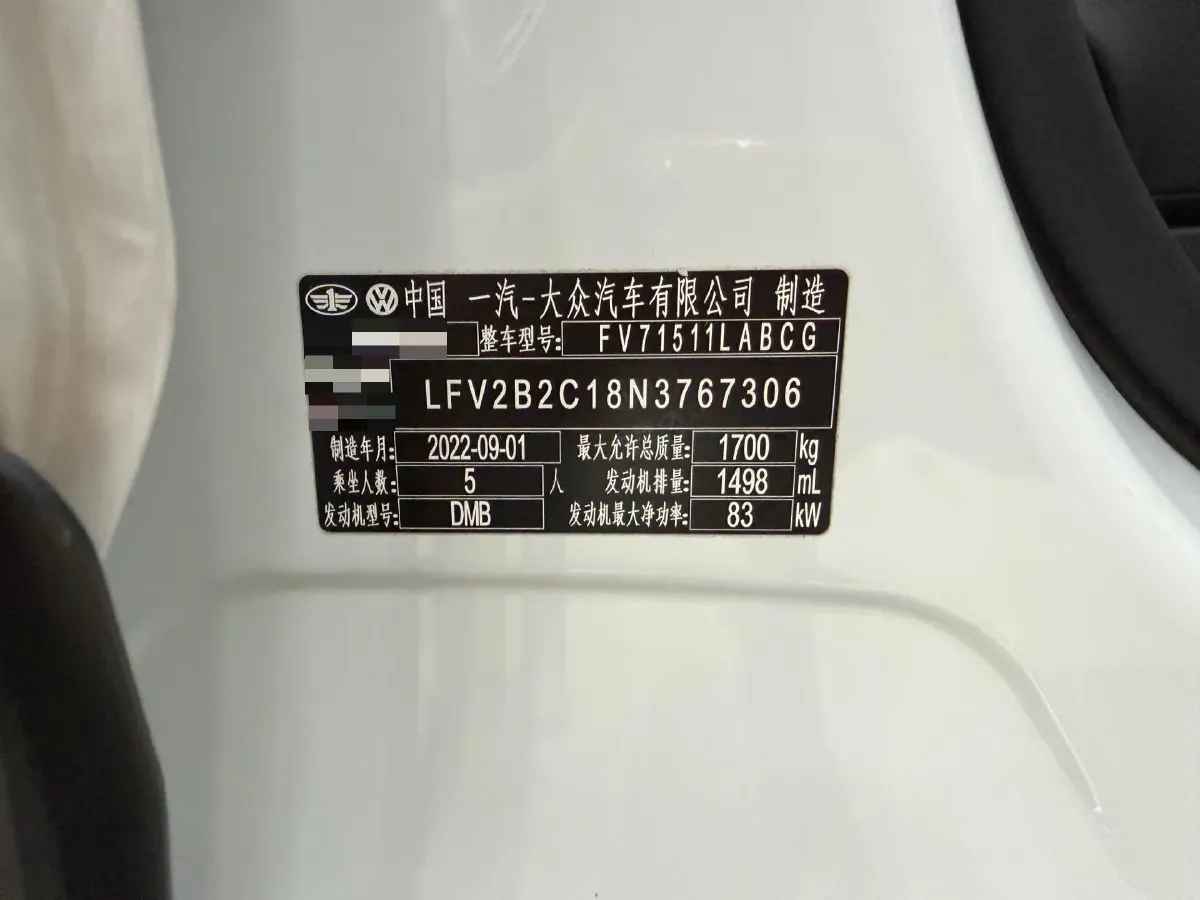 中国 一汽-大众汽车有限公司 制造
整车型号: FV71511LABCG
LFV2B2C18N3767306
制造年月: 2022-09-01 最大允许总质量: 1700 kg
乘坐人数: 5 人 发动机排量: 1498 mL
发动机型号: DMB 发动机最大净功率: 83 kW